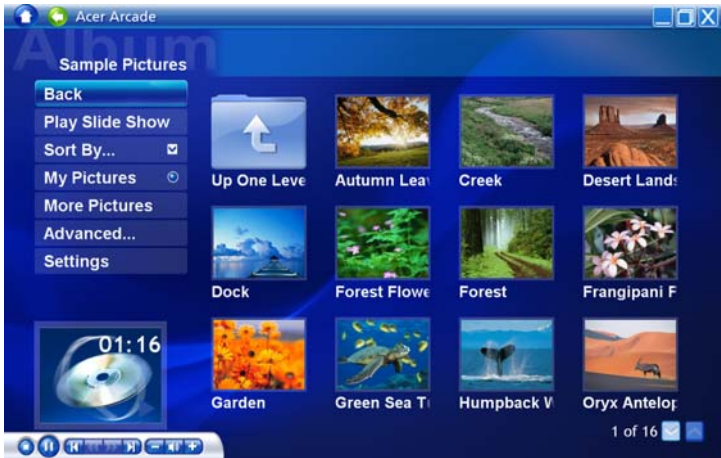 Acer Arcade
Album
Sample Pictures
Back
Play Slide Show
Sort By...
My Pictures
More Pictures
Advanced...
Settings
Up One Leve
Autumn Lea
Creek
Desert Lands
Dock
Forest Flowe
Forest
Frangipani F
Garden
Green Sea T
Humpback W
Oryx Antelop
01:16
1 of 16